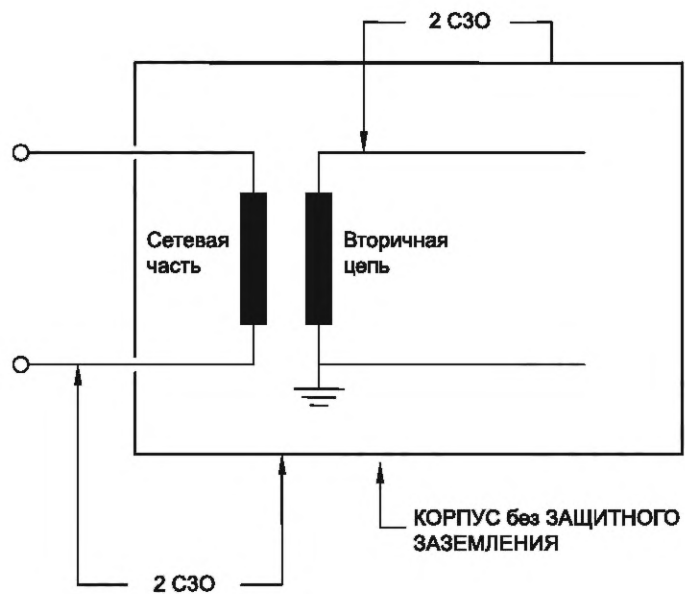 2 СЗО
Сетевая
часть
Вторичная
цепь
КОРПУС без ЗАЩИТНОГО
ЗАЗЕМЛЕНИЯ
2 СЗО